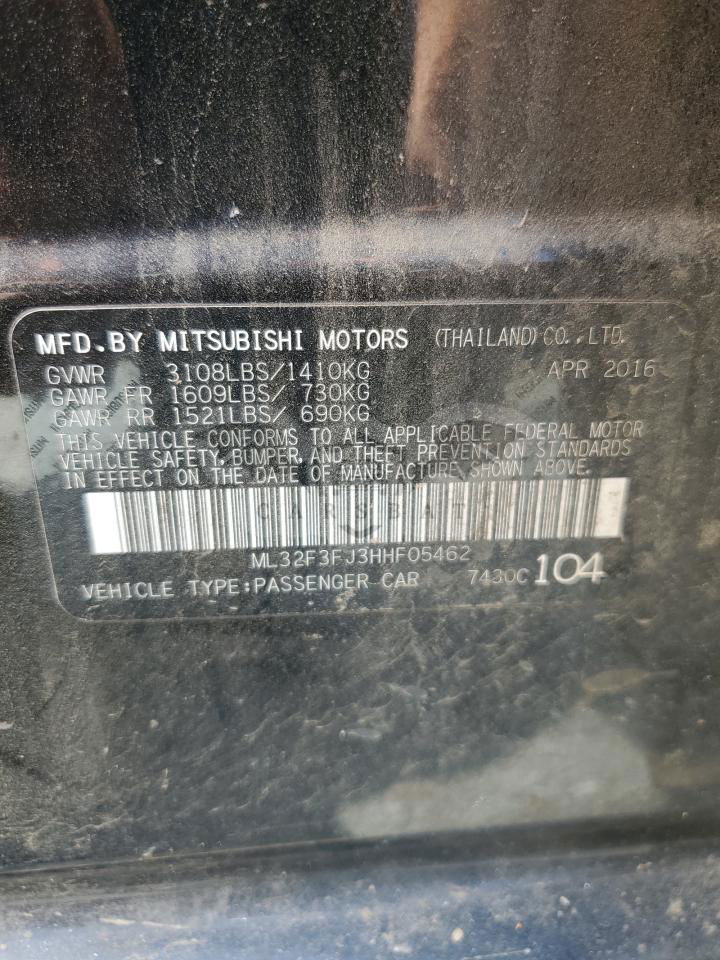 MFD.BY MITSUBISHI MOTORS (THAILAND) CO.,LTD.
GVWR 3108LBS/1410KG APR 2016
GAWR FR 1609LBS/ 730KG
GAWR RR 1521LBS/ 690KG
THIS VEHICLE CONFORMS TO ALL APPLICABLE FEDERAL MOTOR
VEHICLE SAFETY, BUMPER, AND THEFT PREVENTION STANDARDS
IN EFFECT ON THE DATE OF MANUFACTURE SHOWN ABOVE.
CARSBAT
ML32F3FJ3HHF05462
VEHICLE TYPE:PASSENGER CAR 7430C 104